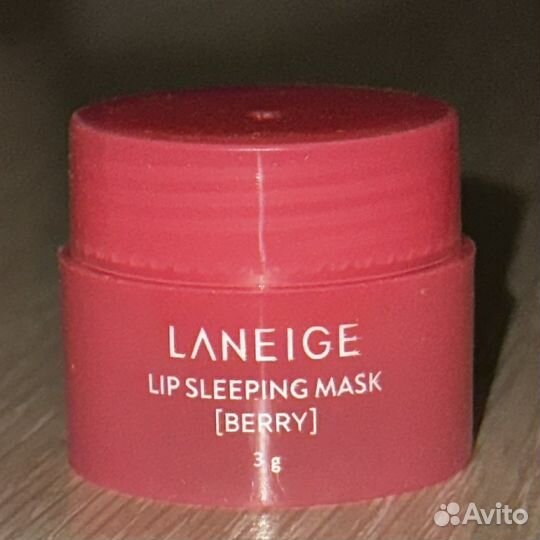 LANEIGE
LIP SLEEPING MASK
[BERRY]
3 g
Avito